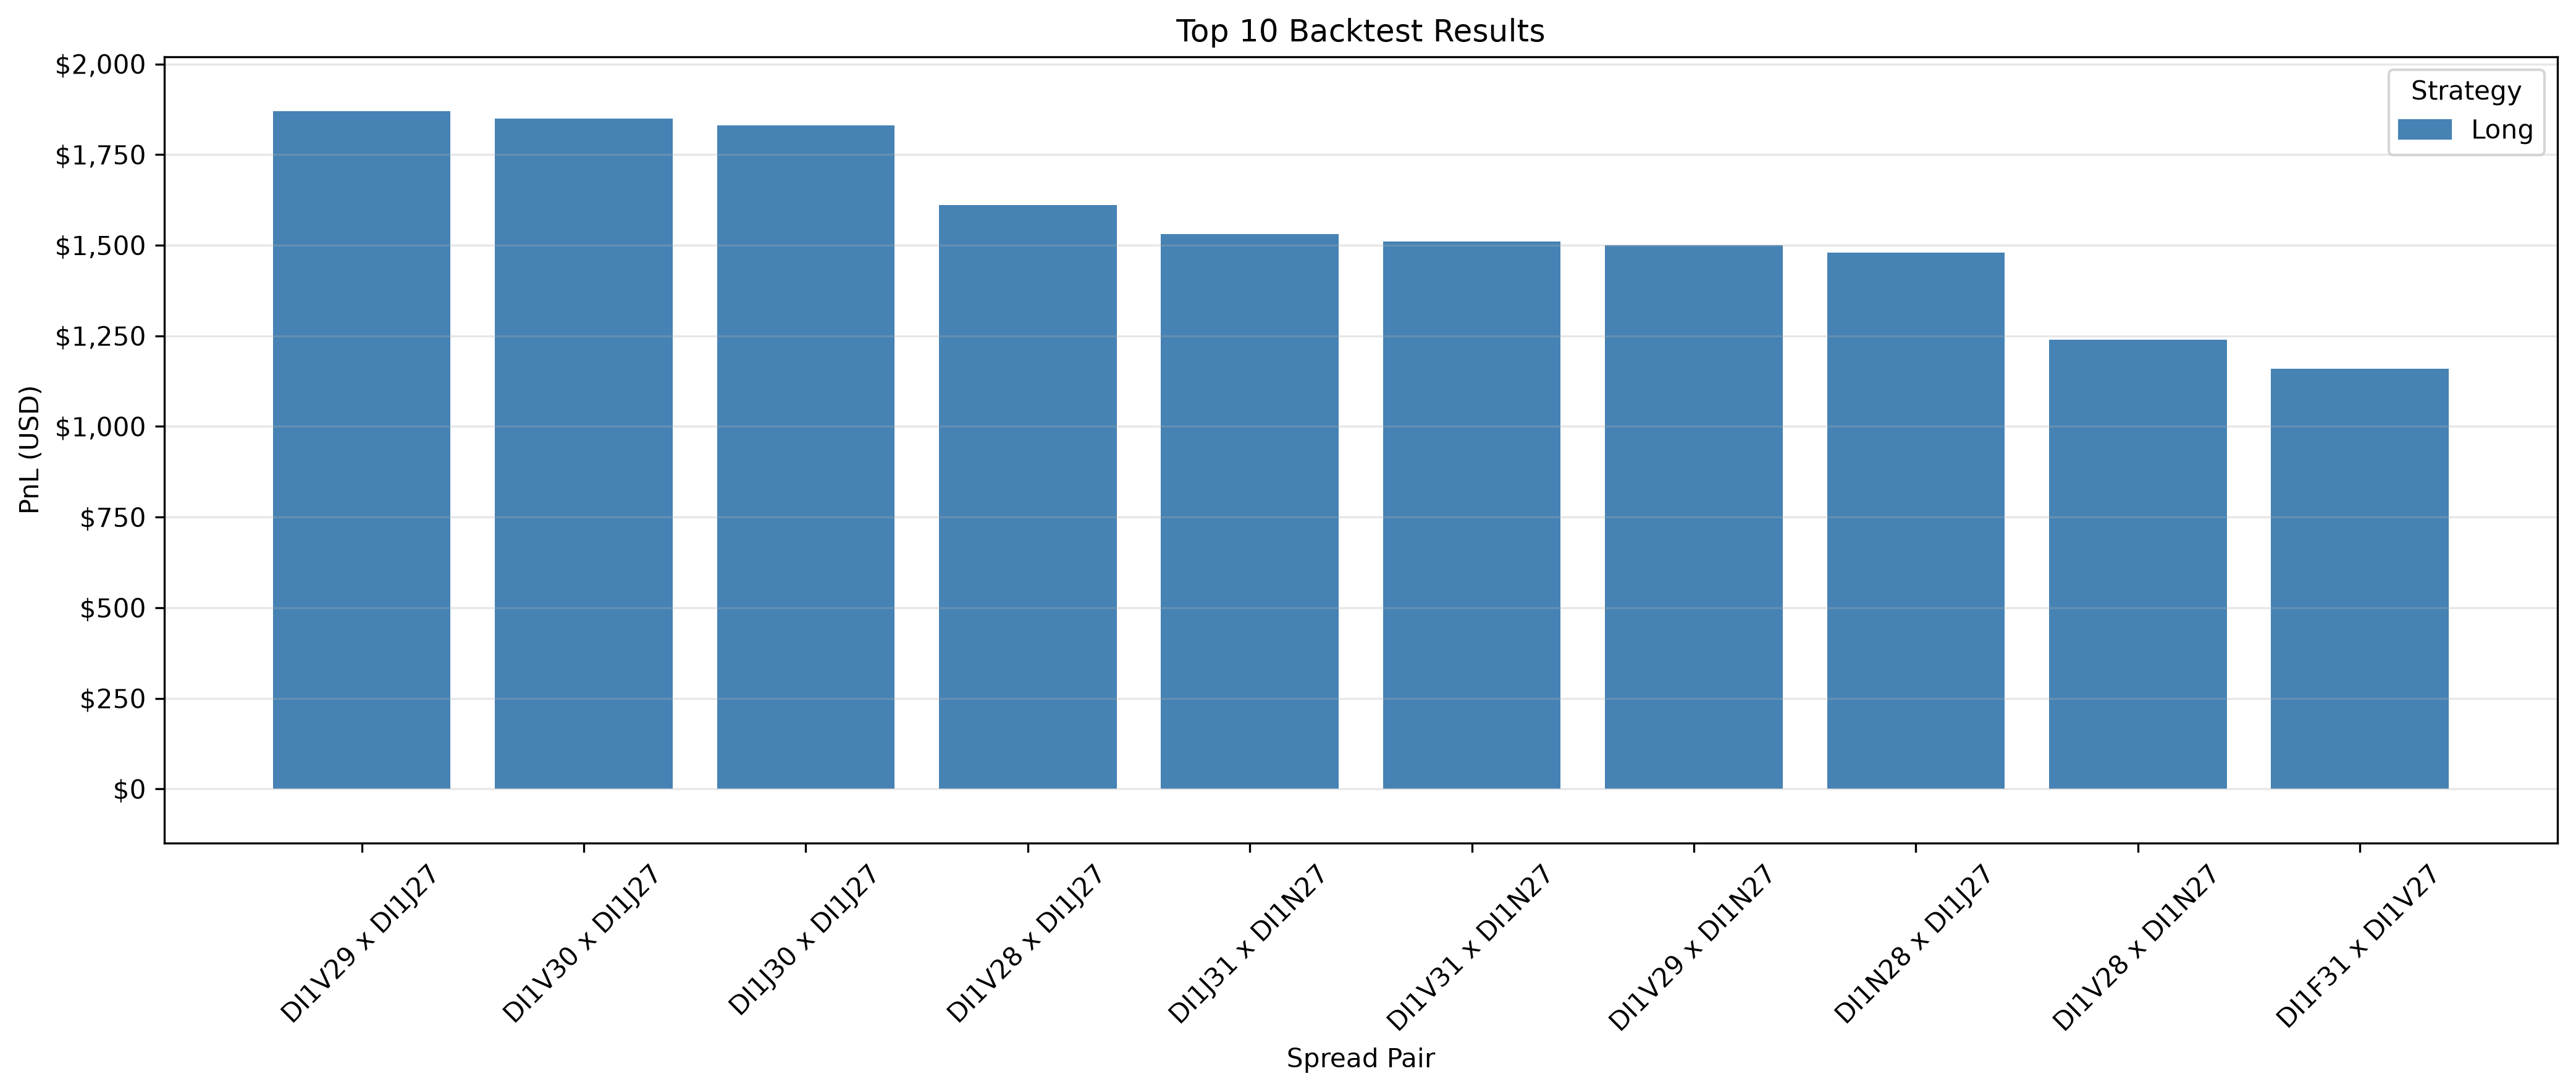 Top 10 Backtest Results
$2,000
$1,750
$1,500
$1,250
$1,000
$750
$500
$250
$0
PnL (USD)
Strategy
Long
DI1V29 x DI1J27
DI1V30 x DI1J27
DI1J30 x DI1J27
DI1V28 x DI1J27
DI1J31 x DI1N27
DI1V31 x DI1N27
DI1V29 x DI1N27
DI1N28 x DI1J27
DI1V28 x DI1N27
DI1F31 x DI1V27
Spread Pair